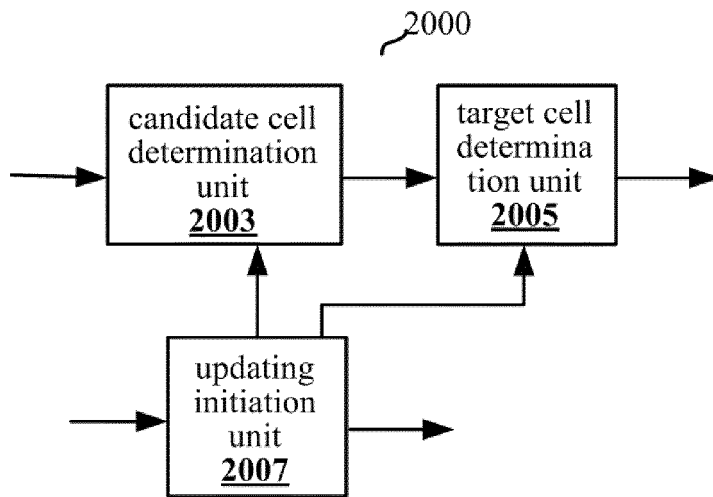 2000
candidate cell
determination
unit
2003
target cell
determina
tion unit
2005
updating
initiation
unit
2007